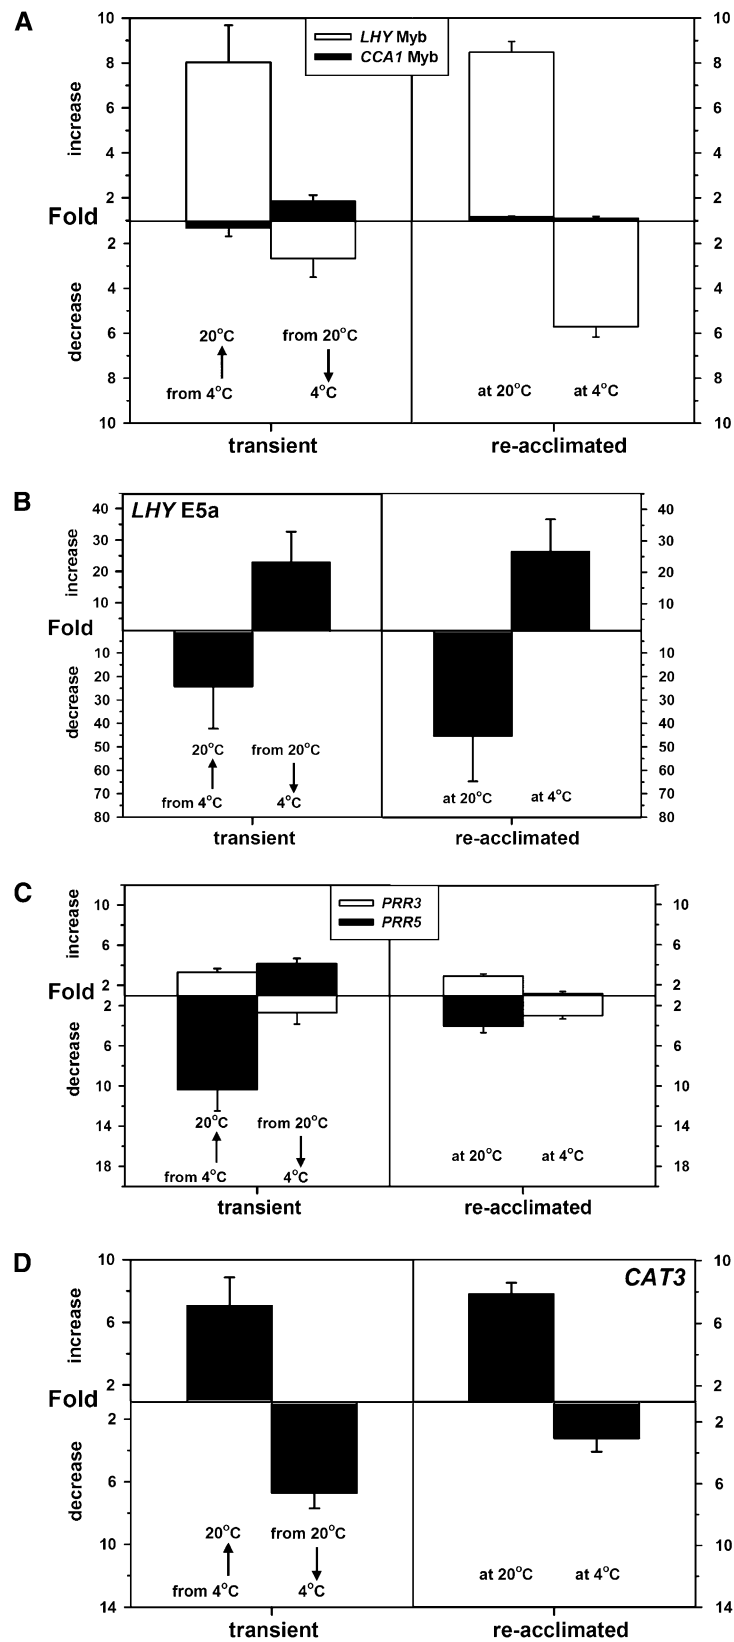 A
LHY Myb
CCA1 Myb
10
8
6
4
2
2
4
6
8
10
increase
Fold
decrease
10
8
6
4
2
2
4
6
8
10
20°C
from 4°C
from 20°C
4°C
at 20°C
at 4°C
transient
re-acclimated
B
LHY E5a
40
30
20
10
10
20
30
40
50
60
70
80
increase
Fold
decrease
40
30
20
10
10
20
30
40
50
60
70
80
20°C
from 4°C
from 20°C
4°C
at 20°C
at 4°C
transient
re-acclimated
C
PRR3
PRR5
10
6
2
2
6
10
14
18
increase
Fold
decrease
10
6
2
2
6
10
14
18
20°C
from 4°C
from 20°C
4°C
at 20°C
at 4°C
transient
re-acclimated
D
CAT3
10
6
2
2
6
10
14
increase
Fold
decrease
10
6
2
2
6
10
14
20°C
from 4°C
from 20°C
4°C
at 20°C
at 4°C
transient
re-acclimated